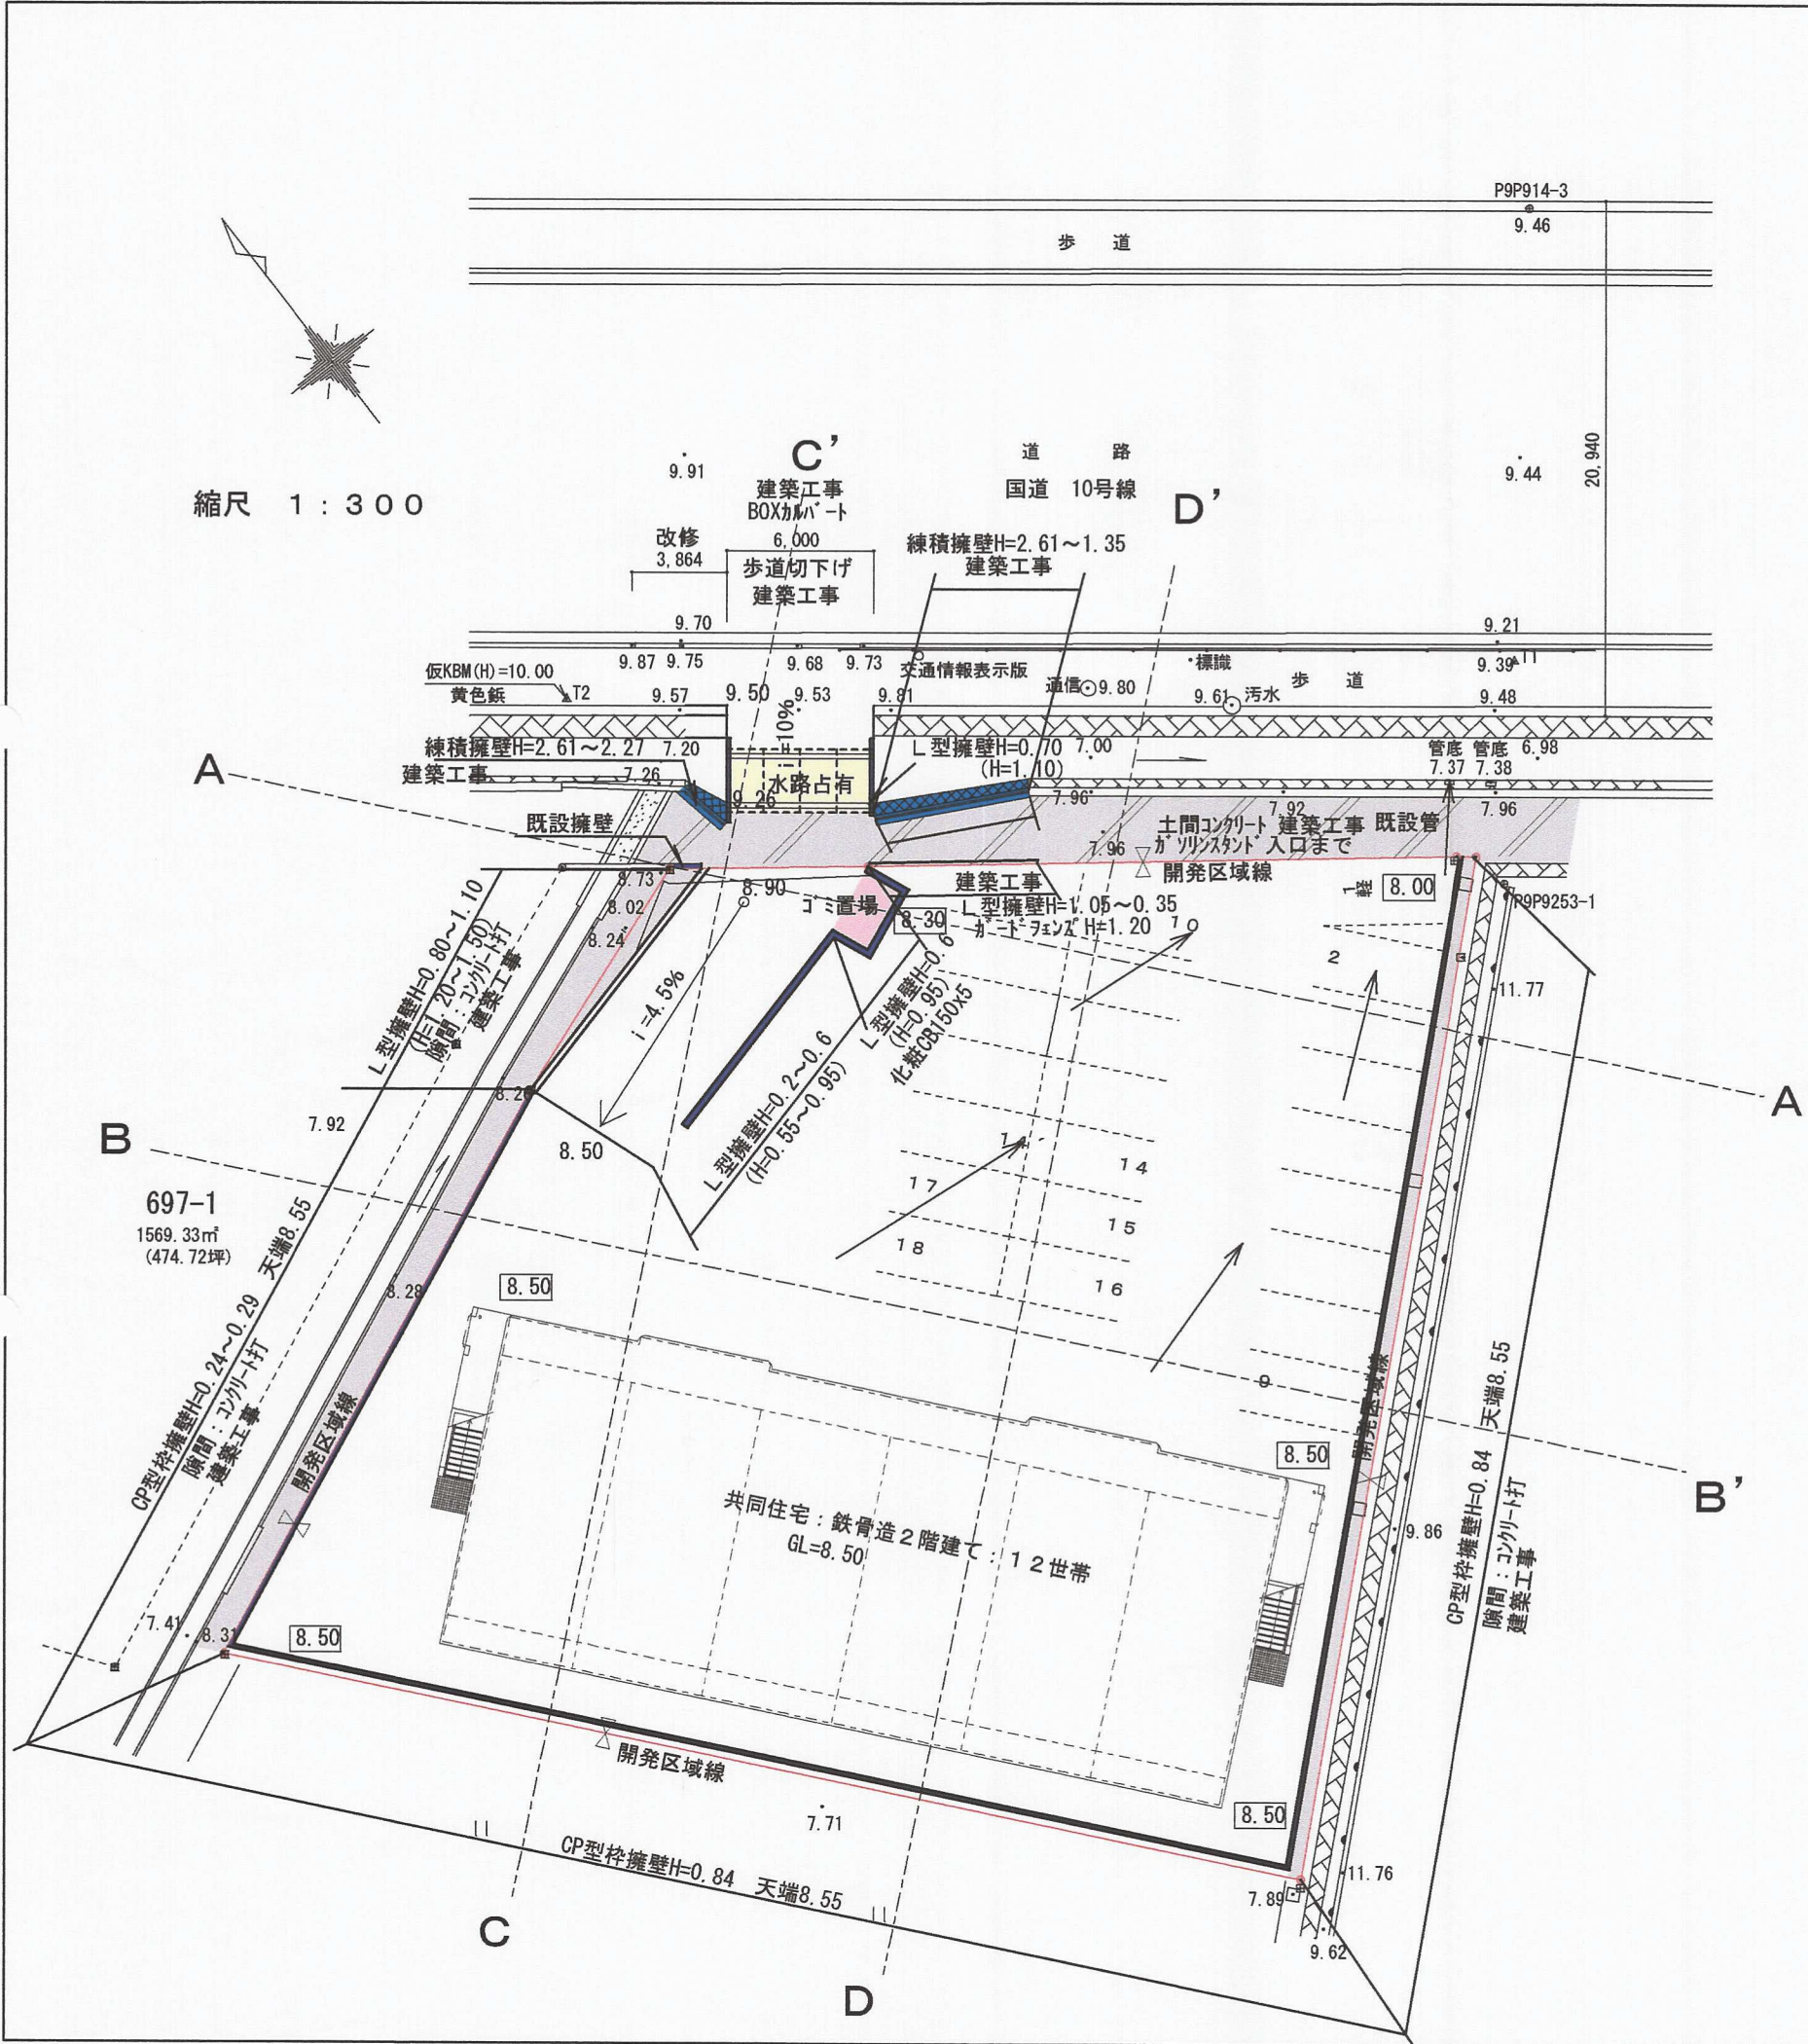 P9P914-3
9.46
歩 道
20,940
9.91
C'
道 路
9.44
縮尺 1:300
建築工事
BOXカルバート
国道 10号線
D'
改修
3,864
6,000
歩道切下げ
建築工事
練積擁壁H=2.61～1.35
建築工事
9.70
9.21
9.87 9.75
9.68
9.73
交通情報表示版
標識
9.39
T1
仮KBM(H)=10.00
黄色鋲
T2
9.57
9.50
9.53
9.81
通信
9.80
9.61
汚水
歩 道
9.48
i=10%
練積擁壁H=2.61～2.27
建築工事
7.20
7.26
L型擁壁H=0.70
(H=1.10)
7.00
管底
7.37
管底
7.38
6.98
A
水路占有
9.26
7.96
7.92
7.96
既設擁壁
土間コンクリート 建築工事
ガソリンスタンド入口まで
既設管
7.96
開発区域線
8.73
8.90
8.02
8.24
ゴミ置場
8.30
建築工事
L型擁壁H=1.05～0.35
ガードフェンスH=1.20
10
1
軽
8.00
P9P9253-1
2
11.77
L型擁壁H=0.80～1.10
(H=1.20～1.50)
隙間:コンクリート打
建築工事
i=4.5%
L型擁壁H=0.6
(H=0.95)
化粧CB150x5
L型擁壁H=0.2～0.6
(H=0.55～0.95)
8.26
A
7.92
B
8.50
14
14
17
15
18
16
697-1
1569.33㎡
(474.72坪)
8.28
8.50
9
CP型枠擁壁H=0.24～0.29 天端8.55
隙間:コンクリート打
建築工事
開発区域線
開発区域線
8.50
B'
共同住宅:鉄骨造2階建て:12世帯
GL=8.50
9.86
CP型枠擁壁H=0.84 天端8.55
隙間:コンクリート打
建築工事
7.41
8.31
8.50
開発区域線
7.71
8.50
CP型枠擁壁H=0.84 天端8.55
7.89
11.76
9.62
C
D